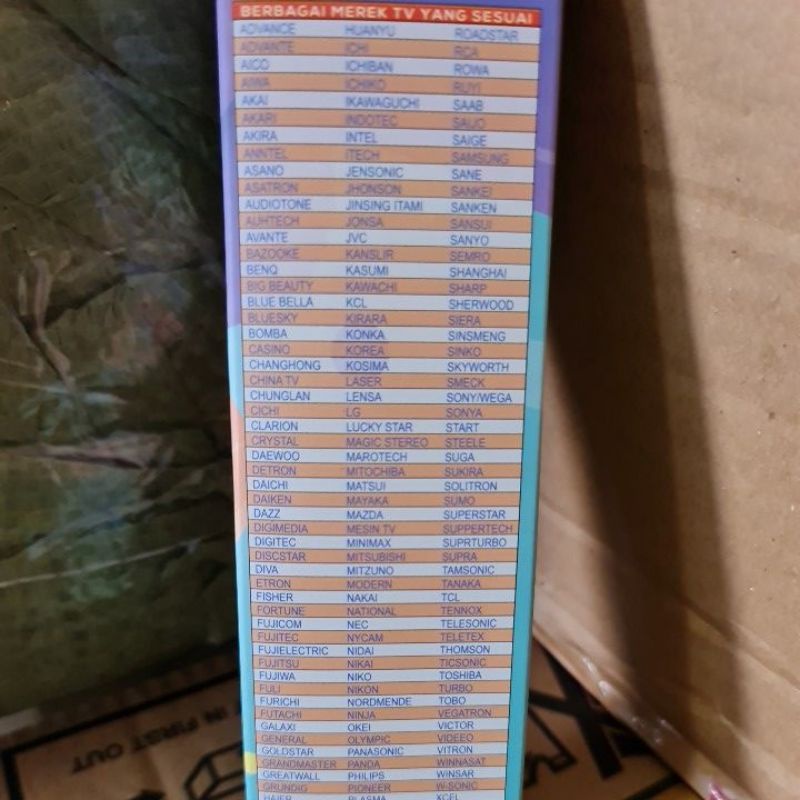 BERBAGAI MEREK TV YANG SESUAI
ADVANCE HUANYU ROADSTAR
ADVANTE ICHI RCA
AICO ICHIBAN ROWA
AIWA ICHIKO RUYI
AKAI IKAWAGUCHI SAAB
AKARI INDOTEC SAIJO
AKIRA INTEL SAIGE
ANNTEL ITECH SAMSUNG
ASANO JENSONIC SANE
ASATRON JHONSON SANKEI
AUDIOTONE JINSING ITAMI SANKEN
AUHTECH JONSA SANSUI
AVANTE JVC SANYO
BAZOOKE KANSLIR SEMRO
BENQ KASUMI SHANGHAI
BIG BEAUTY KAWACHI SHARP
BLUE BELLA KCL SHERWOOD
BLUESKY KIRARA SIERA
BOMBA KONKA SINSMENG
CASINO KOREA SINKO
CHANGHONG KOSIMA SKYWORTH
CHINA TV LASER SMECK
CHUNGLAN LENSA SONY/WEGA
CICHI LG SONYA
CLARION LUCKY STAR START
CRYSTAL MAGIC STEREO STEELE
DAEWOO MAROTECH SUGA
DETRON MITOCHIBA SUKIRA
DAICHI MATSUI SOLITRON
DAIKEN MAYAKA SUMO
DAZZ MAZDA SUPERSTAR
DIGIMEDIA MESIN TV SUPPERTECH
DIGITEC MINIMAX SUPRTURBO
DISCSTAR MITSUBISHI SUPRA
DIVA MITZUNO TAMSONIC
ETRON MODERN TANAKA
FISHER NAKAI TCL
FORTUNE NATIONAL TENNOX
FUJICOM NEC TELESONIC
FUJITEC NYCAM TELETEX
FUJIELECTRIC NIDAI THOMSON
FUJITSU NIKAI TICSONIC
FUJIWA NIKO TOSHIBA
FULI NIKON TURBO
FURICHI NORDMENDE TOBO
FUTACHI NINJA VEGATRON
GALAXI OKEI VICTOR
GENERAL OLYMPIC VIDEEO
GOLDSTAR PANASONIC VITRON
GRANDMASTER PANDA WINNASAT
GREATWALL PHILIPS WINSAR
GRUNDIG PIONEER W-SONIC
HAIER PLASMA XCEL
IN FIRST OUT